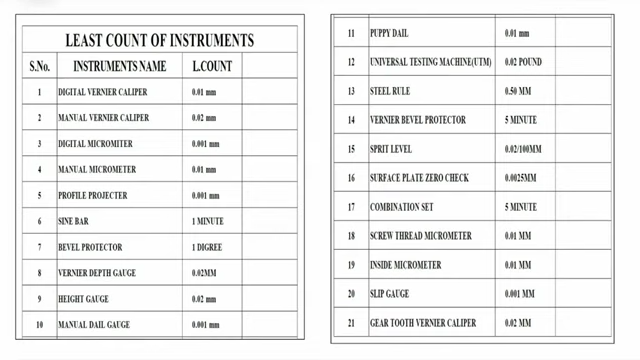 LEAST COUNT OF INSTRUMENTS
S.No. INSTRUMENTS NAME L.COUNT
1 DIGITAL VERNIER CALIPER 0.01 mm
2 MANUAL VERNIER CALIPER 0.02 mm
3 DIGITAL MICROMITER 0.001 mm
4 MANUAL MICROMETER 0.01 mm
5 PROFILE PROJECTER 0.001 mm
6 SINE BAR 1 MINUTE
7 BEVEL PROTECTOR 1 DIGREE
8 VERNIER DEPTH GAUGE 0.02MM
9 HEIGHT GAUGE 0.02 mm
10 MANUAL DAIL GAUGE 0.001 mm
11 PUPPY DAIL 0.01 mm
12 UNIVERSAL TESTING MACHINE(UTM) 0.02 POUND
13 STEEL RULE 0.50 MM
14 VERNIER BEVEL PROTECTOR 5 MINUTE
15 SPRIT LEVEL 0.02/100MM
16 SURFACE PLATE ZERO CHECK 0.0025MM
17 COMBINATION SET 5 MINUTE
18 SCREW THREAD MICROMETER 0.01 MM
19 INSIDE MICROMETER 0.01 MM
20 SLIP GAUGE 0.001 MM
21 GEAR TOOTH VERNIER CALIPER 0.02 MM